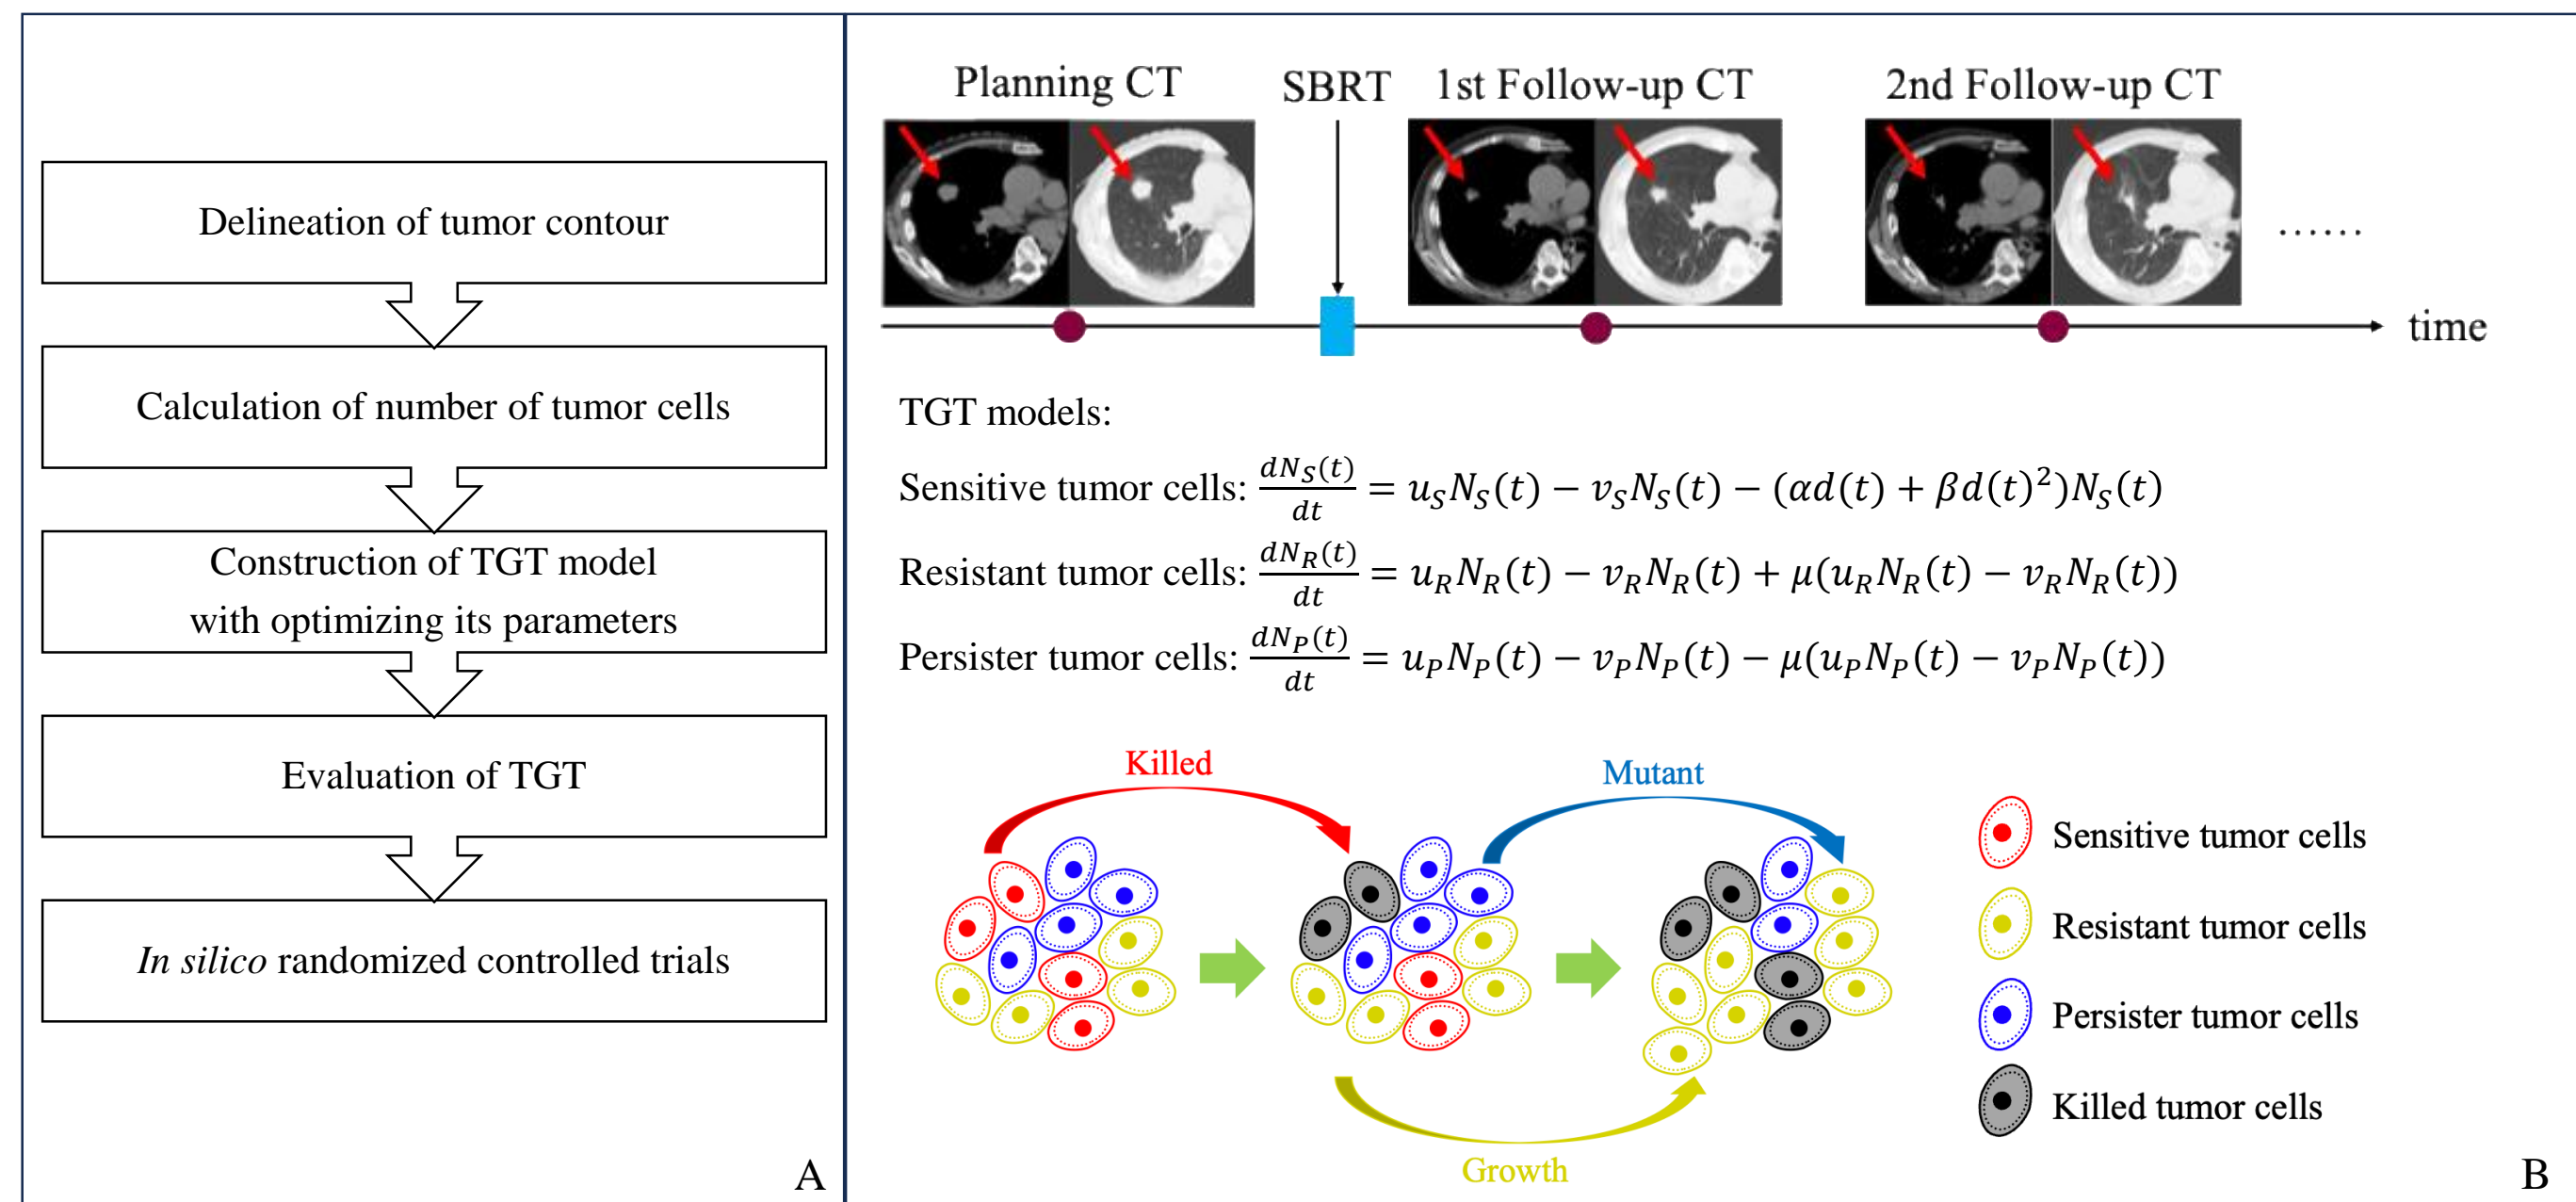 Delineation of tumor contour
Calculation of number of tumor cells
Construction of TGT model
with optimizing its parameters
Evaluation of TGT
In silico randomized controlled trials
A
Planning CT
SBRT
1st Follow-up CT
2nd Follow-up CT
......
time
TGT models:
Sensitive tumor cells: dN_S(t)/dt = u_S N_S(t) − v_S N_S(t) − (αd(t) + βd(t)²)N_S(t)
Resistant tumor cells: dN_R(t)/dt = u_R N_R(t) − v_R N_R(t) + μ(u_R N_R(t) − v_R N_R(t))
Persister tumor cells: dN_P(t)/dt = u_P N_P(t) − v_P N_P(t) − μ(u_P N_P(t) − v_P N_P(t))
Killed
Mutant
Growth
Sensitive tumor cells
Resistant tumor cells
Persister tumor cells
Killed tumor cells
B